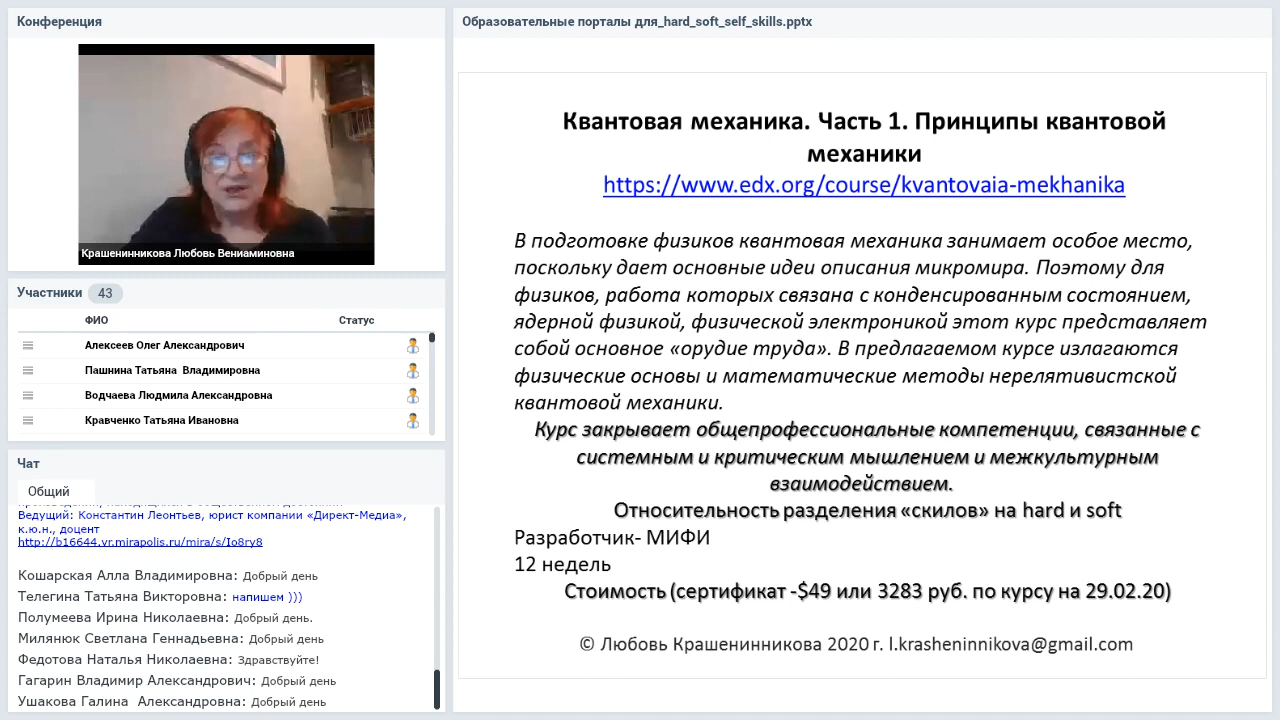 Конференция
Крашенинникова Любовь Вениаминовна
Участники 43
ФИО Статус
Алексеев Олег Александрович
Пашнина Татьяна Владимировна
Водчаева Людмила Александровна
Кравченко Татьяна Ивановна
Чат
Общий
Ведущий: Константин Леонтьев, юрист компании «Директ-Медиа»,
к.ю.н., доцент
http://b16644.vr.mirapolis.ru/mira/s/Io8ry8
Кошарская Алла Владимировна: Добрый день
Телегина Татьяна Викторовна: напишем )))
Полумеева Ирина Николаевна: Добрый день.
Милянюк Светлана Геннадьевна: Добрый день
Федотова Наталья Николаевна: Здравствуйте!
Гагарин Владимир Александрович: Добрый день
Ушакова Галина Александровна: Добрый день
Образовательные порталы для_hard_soft_self_skills.pptx
Квантовая механика. Часть 1. Принципы квантовой
механики
https://www.edx.org/course/kvantovaia-mekhanika
В подготовке физиков квантовая механика занимает особое место,
поскольку дает основные идеи описания микромира. Поэтому для
физиков, работа которых связана с конденсированным состоянием,
ядерной физикой, физической электроникой этот курс представляет
собой основное «орудие труда». В предлагаемом курсе излагаются
физические основы и математические методы нерелятивистской
квантовой механики.
Курс закрывает общепрофессиональные компетенции, связанные с
системным и критическим мышлением и межкультурным
взаимодействием.
Относительность разделения «скилов» на hard и soft
Разработчик- МИФИ
12 недель
Стоимость (сертификат -$49 или 3283 руб. по курсу на 29.02.20)
© Любовь Крашенинникова 2020 г. l.krasheninnikova@gmail.com